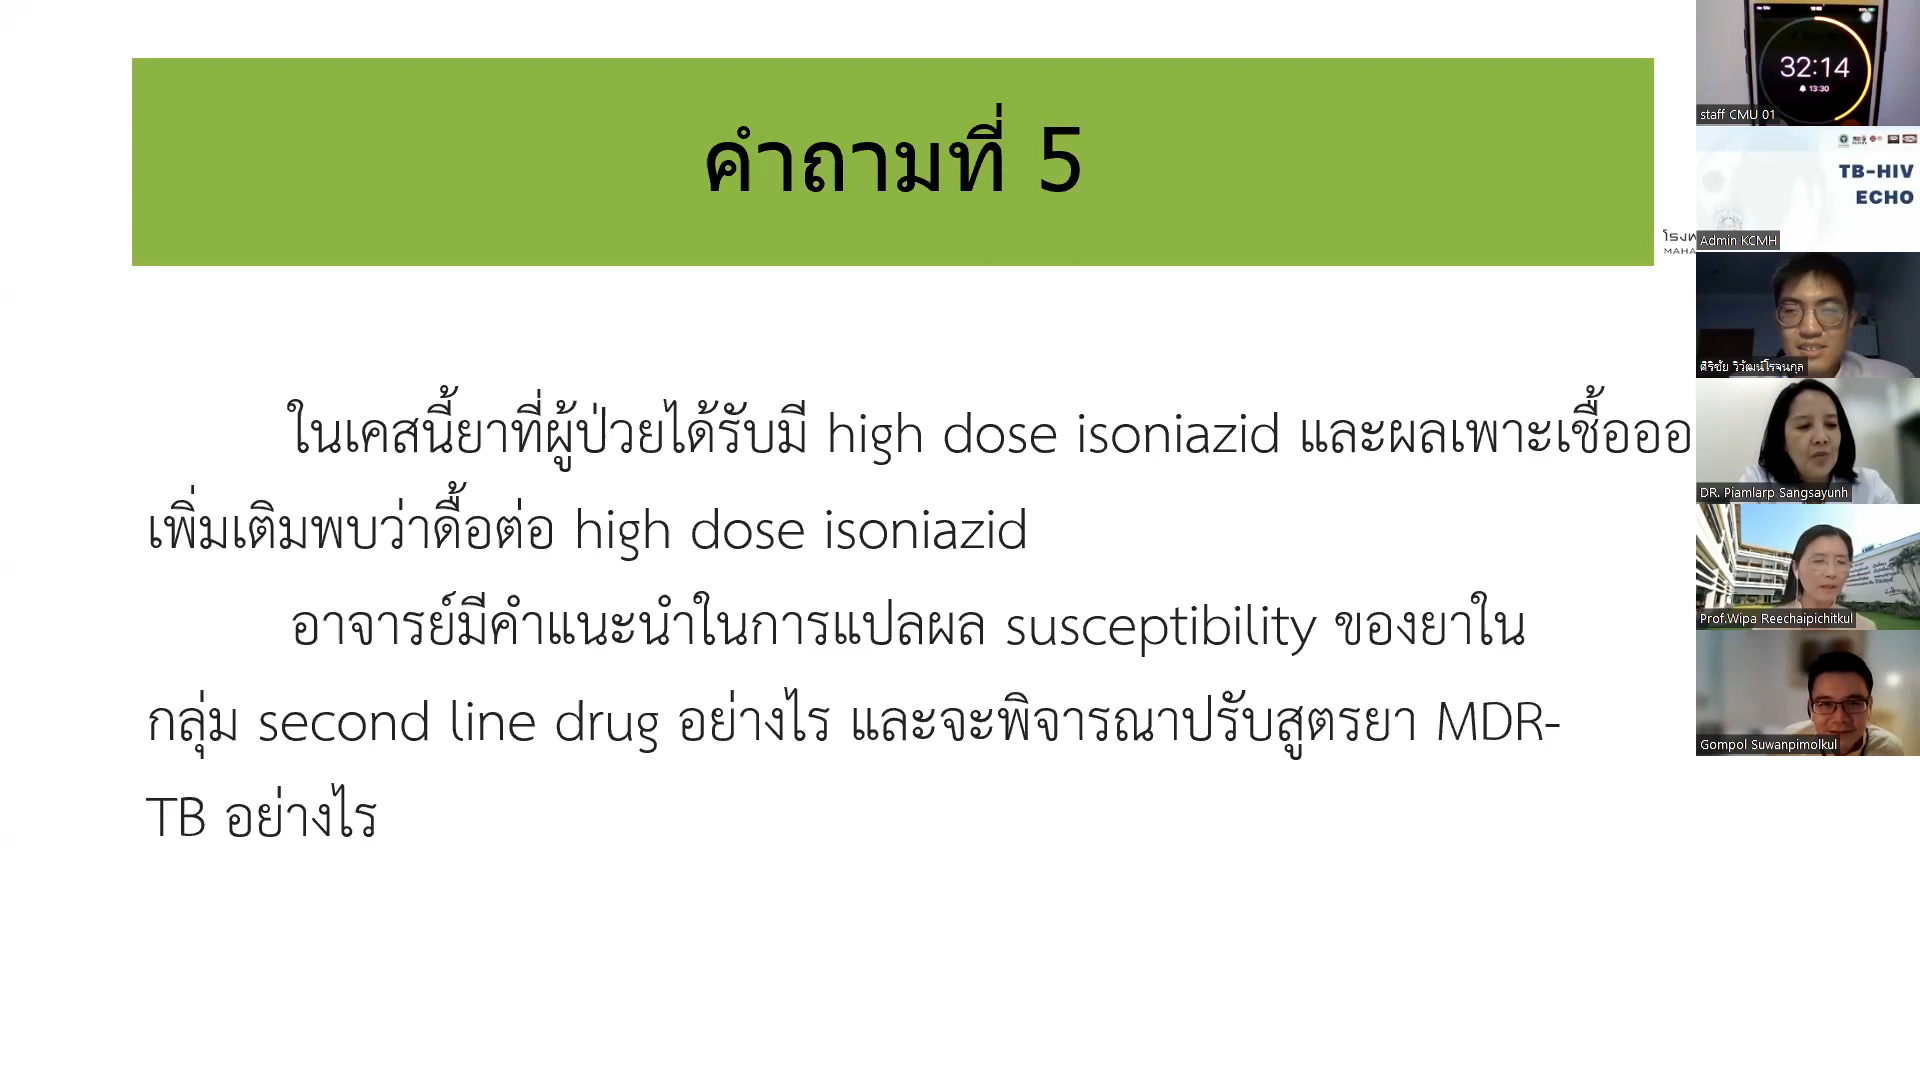 คำถามที่ 5
ในเคสนี้ยาที่ผู้ป่วยได้รับมี high dose isoniazid และผลเพาะเชื้อออ
เพิ่มเติมพบว่าดื้อต่อ high dose isoniazid
อาจารย์มีคำแนะนำในการแปลผล susceptibility ของยาใน
กลุ่ม second line drug อย่างไร และจะพิจารณาปรับสูตรยา MDR-
TB อย่างไร
32:14
13:30
staff CMU 01
TB-HIV
ECHO
โรงพ
MAHA
Admin KCMH
ศิริชัย วิวัฒน์โรจนกุล
DR. Piamlarp Sangsayunh
Prof.Wipa Reechaipichitkul
Gompol Suwanpimolkul